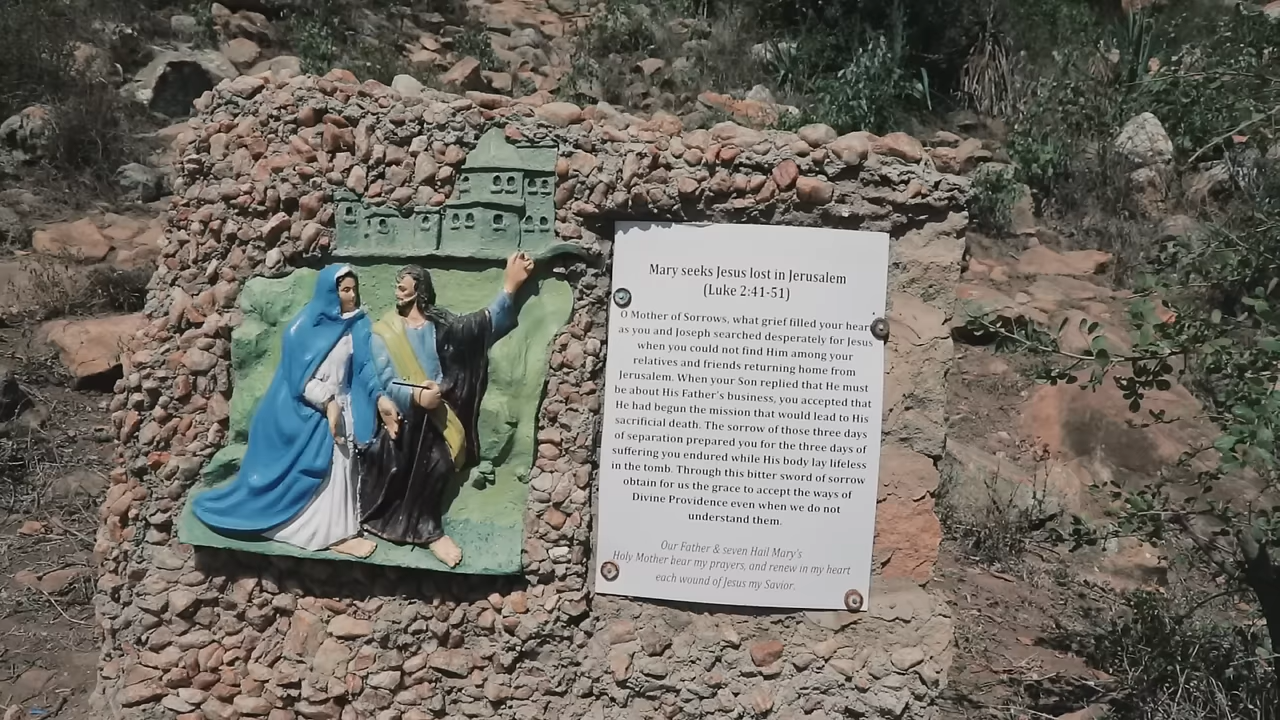 Mary seeks Jesus lost in Jerusalem
(Luke 2:41-51)
O Mother of Sorrows, what grief filled your heart
as you and Joseph searched desperately for Jesus
when you could not find Him among your
relatives and friends returning home from
Jerusalem. When your Son replied that He must
be about His Father's business, you accepted that
He had begun the mission that would lead to His
sacrificial death. The sorrow of those three days
of separation prepared you for the three days of
suffering you endured while His body lay lifeless
in the tomb. Through this bitter sword of sorrow
obtain for us the grace to accept the ways of
Divine Providence even when we do not
understand them.
Our Father & seven Hail Mary's
Holy Mother hear my prayers, and renew in my heart
each wound of Jesus my Savior.